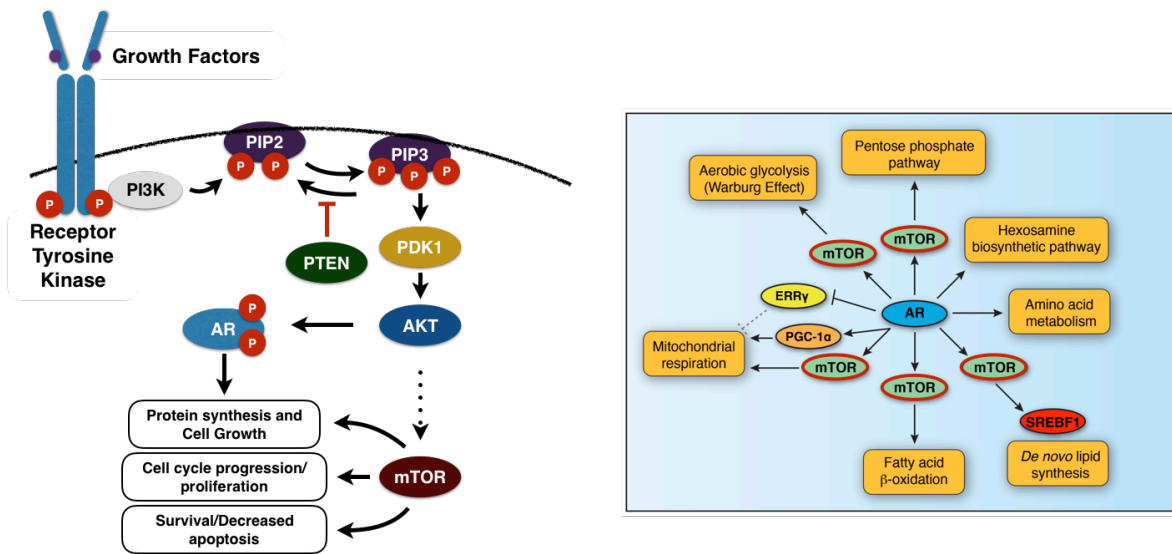 Growth Factors
PIP2
P
P
PIP3
P
P
P
PI3K
P
P
Receptor
Tyrosine
Kinase
PTEN
PDK1
AR
P
P
AKT
Protein synthesis and
Cell Growth
Cell cycle progression/
proliferation
Survival/Decreased
apoptosis
mTOR
Pentose phosphate
pathway
Aerobic glycolysis
(Warburg Effect)
mTOR
mTOR
Hexosamine
biosynthetic pathway
ERRγ
AR
Amino acid
metabolism
PGC-1α
Mitochondrial
respiration
mTOR
mTOR
mTOR
SREBF1
Fatty acid
β-oxidation
De novo lipid
synthesis